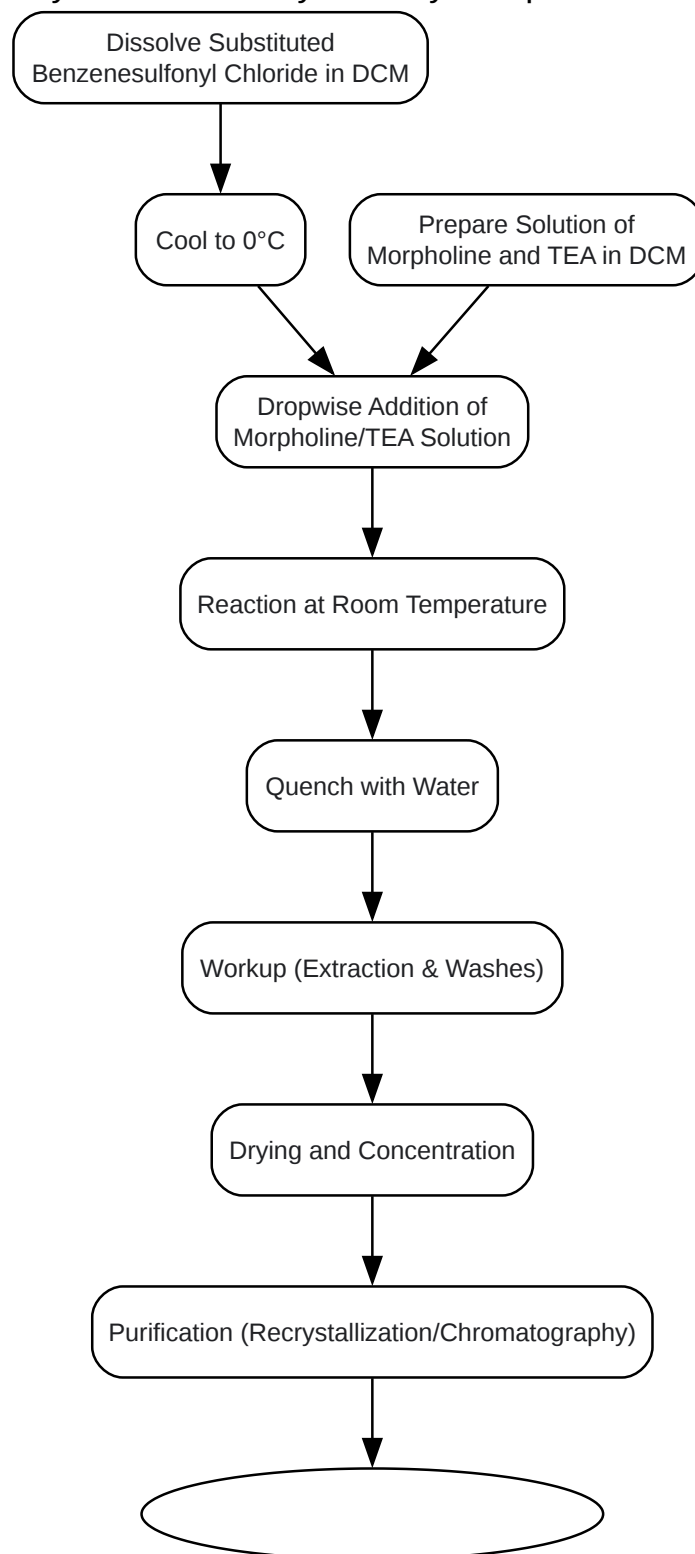 Dissolve Substituted
Benzenesulfonyl Chloride in DCM
Cool to 0°C
Prepare Solution of
Morpholine and TEA in DCM
Dropwise Addition of
Morpholine/TEA Solution
Reaction at Room Temperature
Quench with Water
Workup (Extraction & Washes)
Drying and Concentration
Purification (Recrystallization/Chromatography)